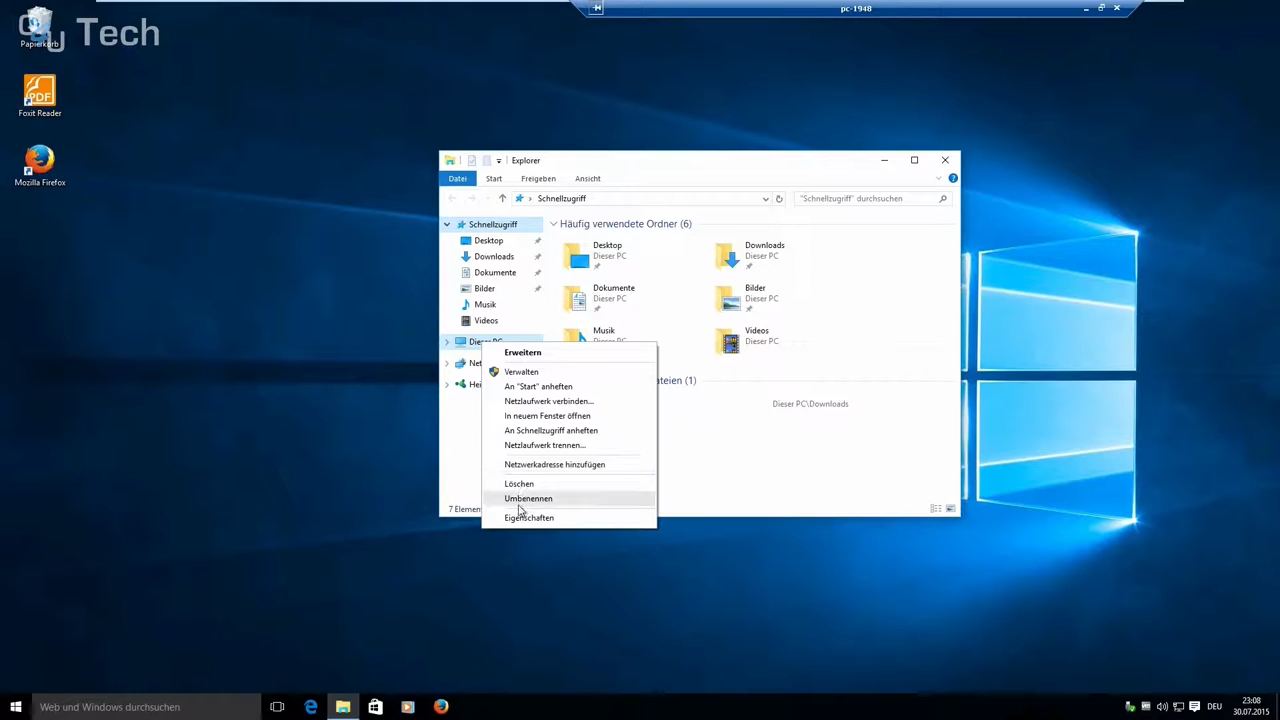 pc-1948
Tech
Papierkorb
Foxit Reader
Mozilla Firefox
Explorer
Datei Start Freigeben Ansicht
Schnellzugriff
"Schnellzugriff" durchsuchen
Schnellzugriff
Desktop
Downloads
Dokumente
Bilder
Musik
Videos
Häufig verwendete Ordner (6)
Desktop
Dieser PC
Downloads
Dieser PC
Dokumente
Dieser PC
Bilder
Dieser PC
Musik
Videos
Dieser PC
(1)
Dieser PC\Downloads
Erweitern
Verwalten
An "Start" anheften
Netzlaufwerk verbinden...
In neuem Fenster öffnen
An Schnellzugriff anheften
Netzlaufwerk trennen...
Netzwerkadresse hinzufügen
Löschen
Umbenennen
Eigenschaften
Web und Windows durchsuchen
DEU
23:08
30.07.2015